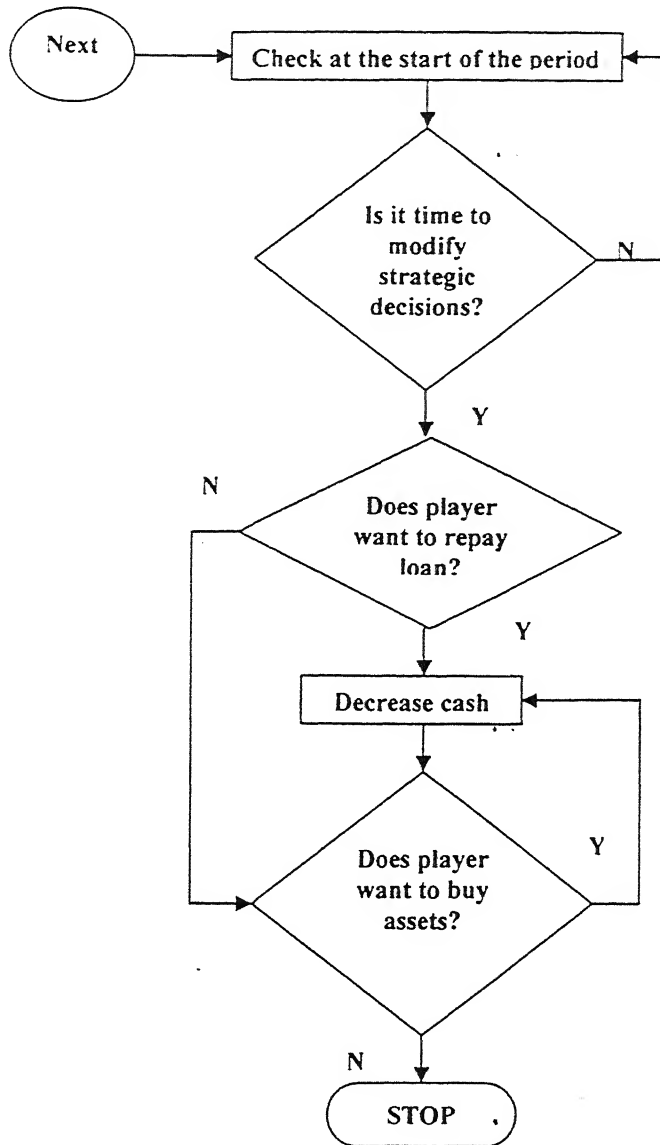 Next
Check at the start of the period
Is it time to
modify
strategic
decisions?
N
Y
N
Does player
want to repay
loan?
Y
Decrease cash
Does player
want to buy
assets?
Y
N
STOP